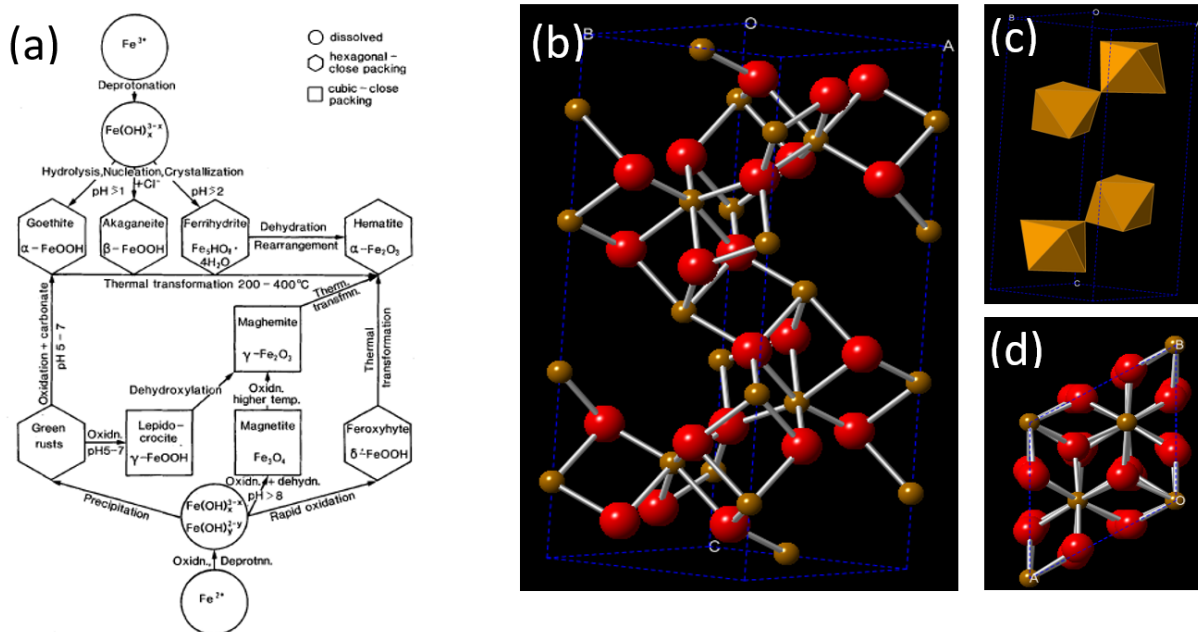 (a)
Fe3+
dissolved
hexagonal-
close packing
cubic-close
packing
Deprotonation
Fe(OH)x3-x
Hydrolysis,Nucleation,Crystallization
pH≶1
+Cl-
pH≶2
Goethite
α-FeOOH
Akaganeite
β-FeOOH
Ferrihydrite
Fe5HO8·
4H2O
Dehydration
Rearrangement
Hematite
α-Fe2O3
Thermal transformation 200-400°C
Therm.
transfmn.
Oxidation + carbonate
pH 5-7
Maghemite
γ-Fe2O3
Thermal
transformation
Dehydroxylation
Oxidn.
higher temp.
Green
rusts
Oxidn.
pH5-7
Lepido-
crocite
γ-FeOOH
Magnetite
Fe3O4
Feroxyhyte
δ'-FeOOH
Oxidn. + dehydn.
pH>8
Precipitation
Fe(OH)x3-x
Fe(OH)y2-y
Rapid oxidation
Oxidn., Deprotnn.
Fe2+
(b)
O
B
A
C
(c)
B
O
A
C
(d)
B
O
A